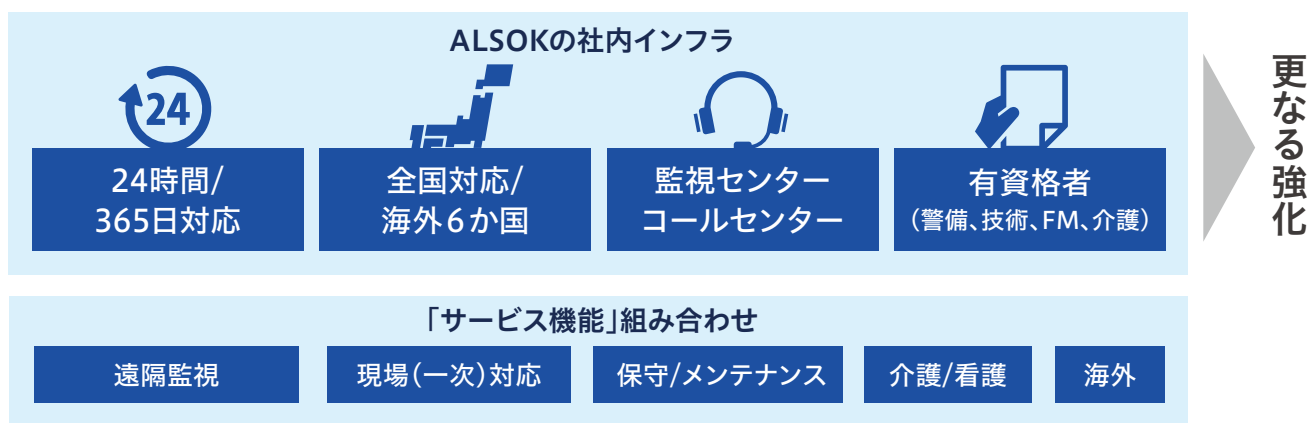 ALSOKの社内インフラ
24
24時間/
365日対応
全国対応/
海外6か国
監視センター
コールセンター
有資格者
(警備、技術、FM、介護)
更なる強化
「サービス機能」組み合わせ
遠隔監視
現場(一次)対応
保守/メンテナンス
介護/看護
海外